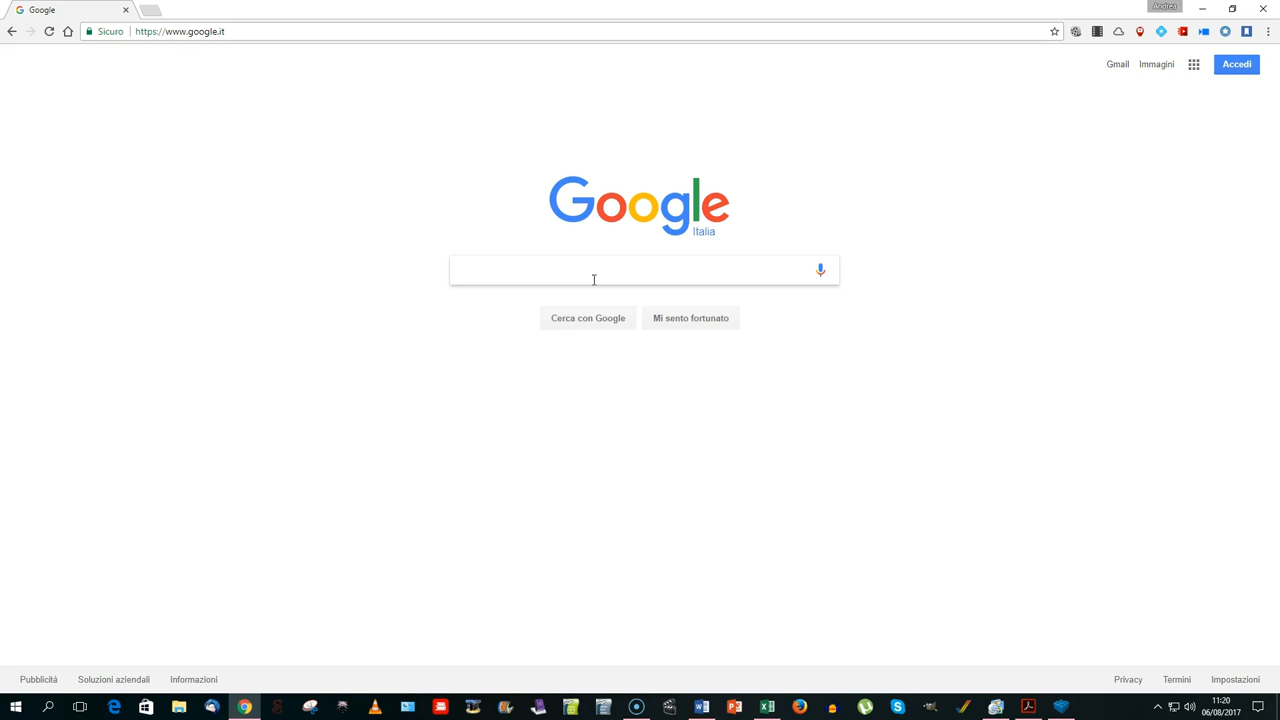 Google
Andrea
Sicuro
https://www.google.it
Gmail
Immagini
Accedi
Google
Italia
Cerca con Google
Mi sento fortunato
Pubblicità
Soluzioni aziendali
Informazioni
Privacy
Termini
Impostazioni
11:20
06/08/2017